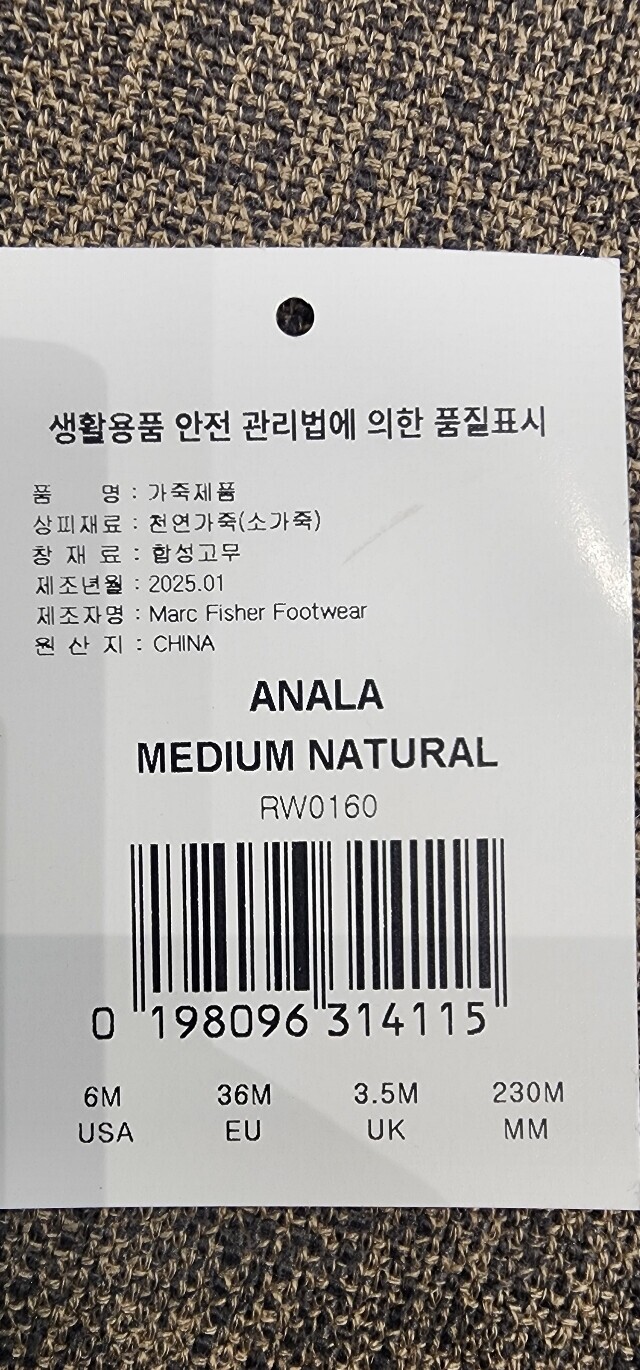 생활용품 안전 관리법에 의한 품질표시
품 명 : 가죽제품
상피재료 : 천연가죽(소가죽)
창 재 료 : 합성고무
제조년월 : 2025.01
제조자명 : Marc Fisher Footwear
원 산 지 : CHINA
ANALA
MEDIUM NATURAL
RW0160
0 198096 314115
6M 36M 3.5M 230M
USA EU UK MM